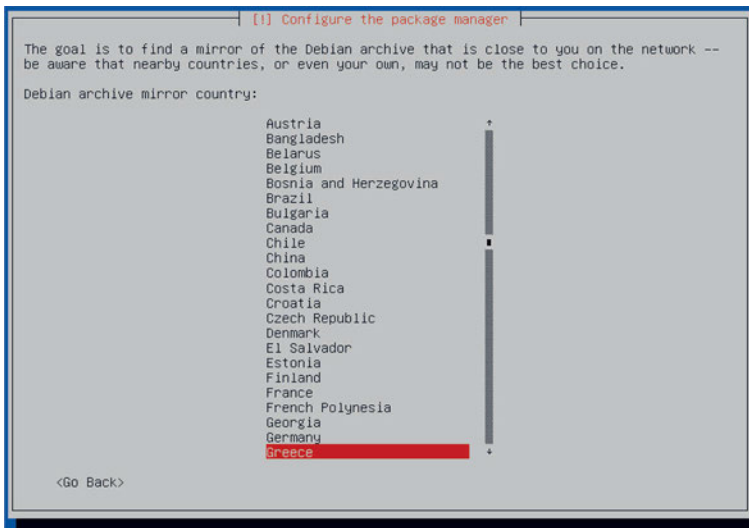 [!] Configure the package manager
The goal is to find a mirror of the Debian archive that is close to you on the network --
be aware that nearby countries, or even your own, may not be the best choice.
Debian archive mirror country:
Austria
Bangladesh
Belarus
Belgium
Bosnia and Herzegovina
Brazil
Bulgaria
Canada
Chile
China
Colombia
Costa Rica
Croatia
Czech Republic
Denmark
El Salvador
Estonia
Finland
France
French Polynesia
Georgia
Germany
Greece
<Go Back>